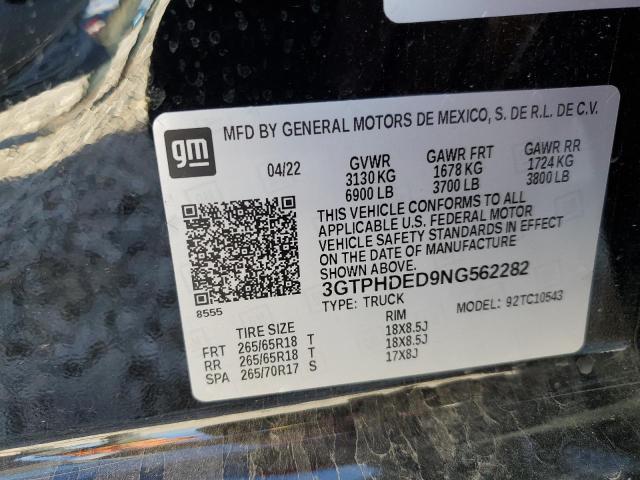 gm
MFD BY GENERAL MOTORS DE MEXICO, S. DE R.L. DE C.V.
04/22 GVWR GAWR FRT GAWR RR
3130 KG 1678 KG 1724 KG
6900 LB 3700 LB 3800 LB
THIS VEHICLE CONFORMS TO ALL
APPLICABLE U.S. FEDERAL MOTOR
VEHICLE SAFETY STANDARDS IN EFFECT
ON THE DATE OF MANUFACTURE
SHOWN ABOVE.
3GTPHDED9NG562282
8555 TYPE: TRUCK MODEL: 92TC10543
TIRE SIZE RIM
FRT 265/65R18 T 18X8.5J
RR 265/65R18 T 18X8.5J
SPA 265/70R17 S 17X8J